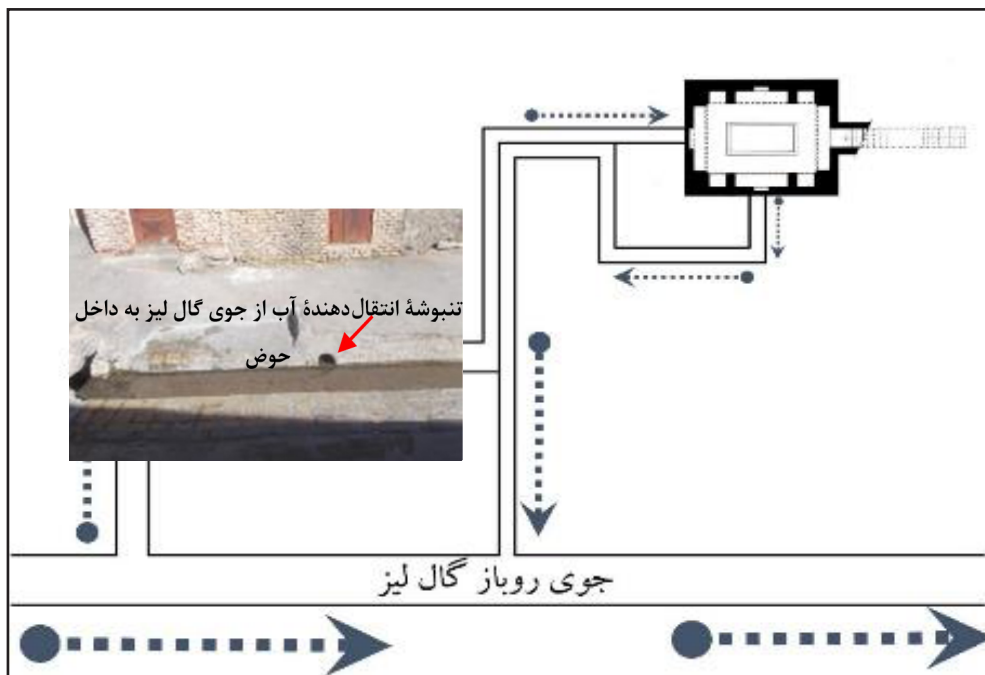 تنبوشهٔ انتقال‌دهندهٔ آب از جوی گال لیز به داخل
حوض
جوی روباز گال لیز